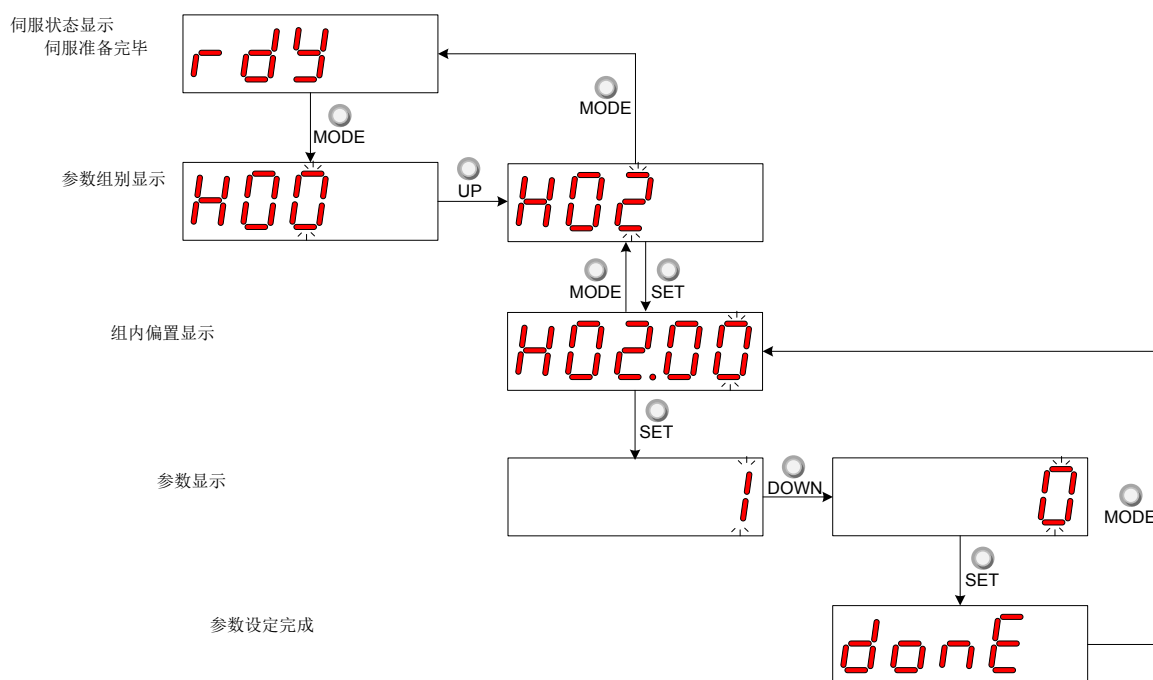 伺服状态显示
伺服准备完毕
rdy
MODE
MODE
参数组别显示
H00
UP
H02
MODE
SET
组内偏置显示
H02.00
SET
参数显示
1
DOWN
0
MODE
SET
参数设定完成
donE